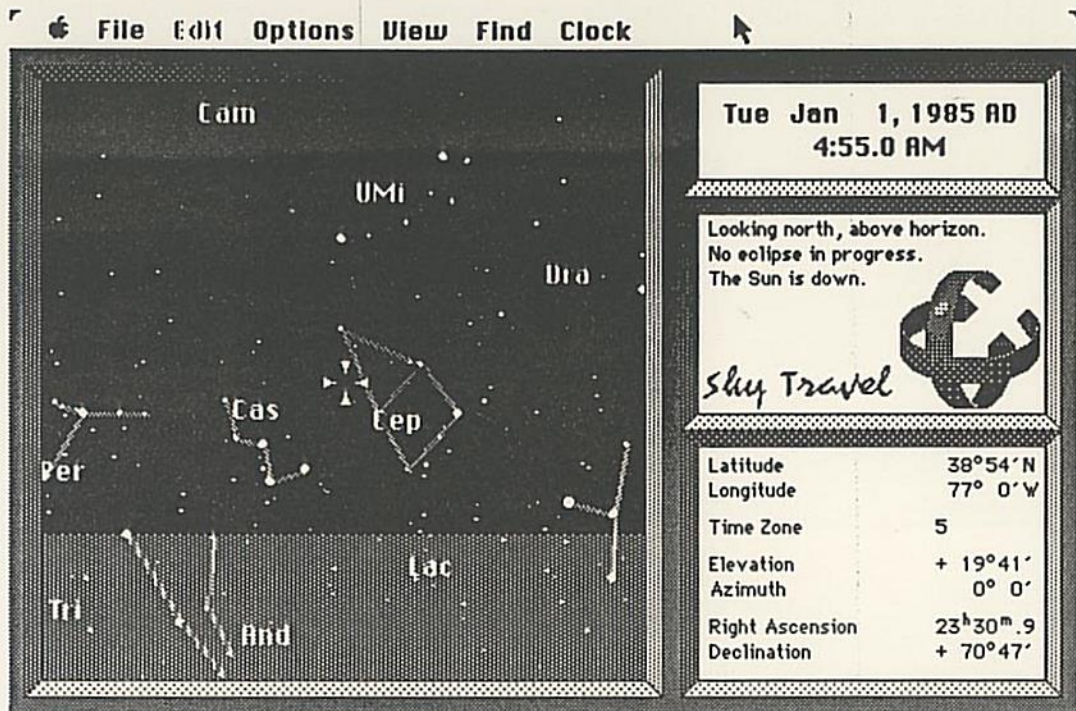 File Edit Options View Find Clock
Cam
UMi
Dra
Cas
Cep
Per
Lac
Tri
And
Tue Jan 1, 1985 AD
4:55.0 AM
Looking north, above horizon.
No eclipse in progress.
The Sun is down.
Sky Travel
Latitude 38°54′N
Longitude 77° 0′W
Time Zone 5
Elevation + 19°41′
Azimuth 0° 0′
Right Ascension 23ʰ30ᵐ.9
Declination + 70°47′